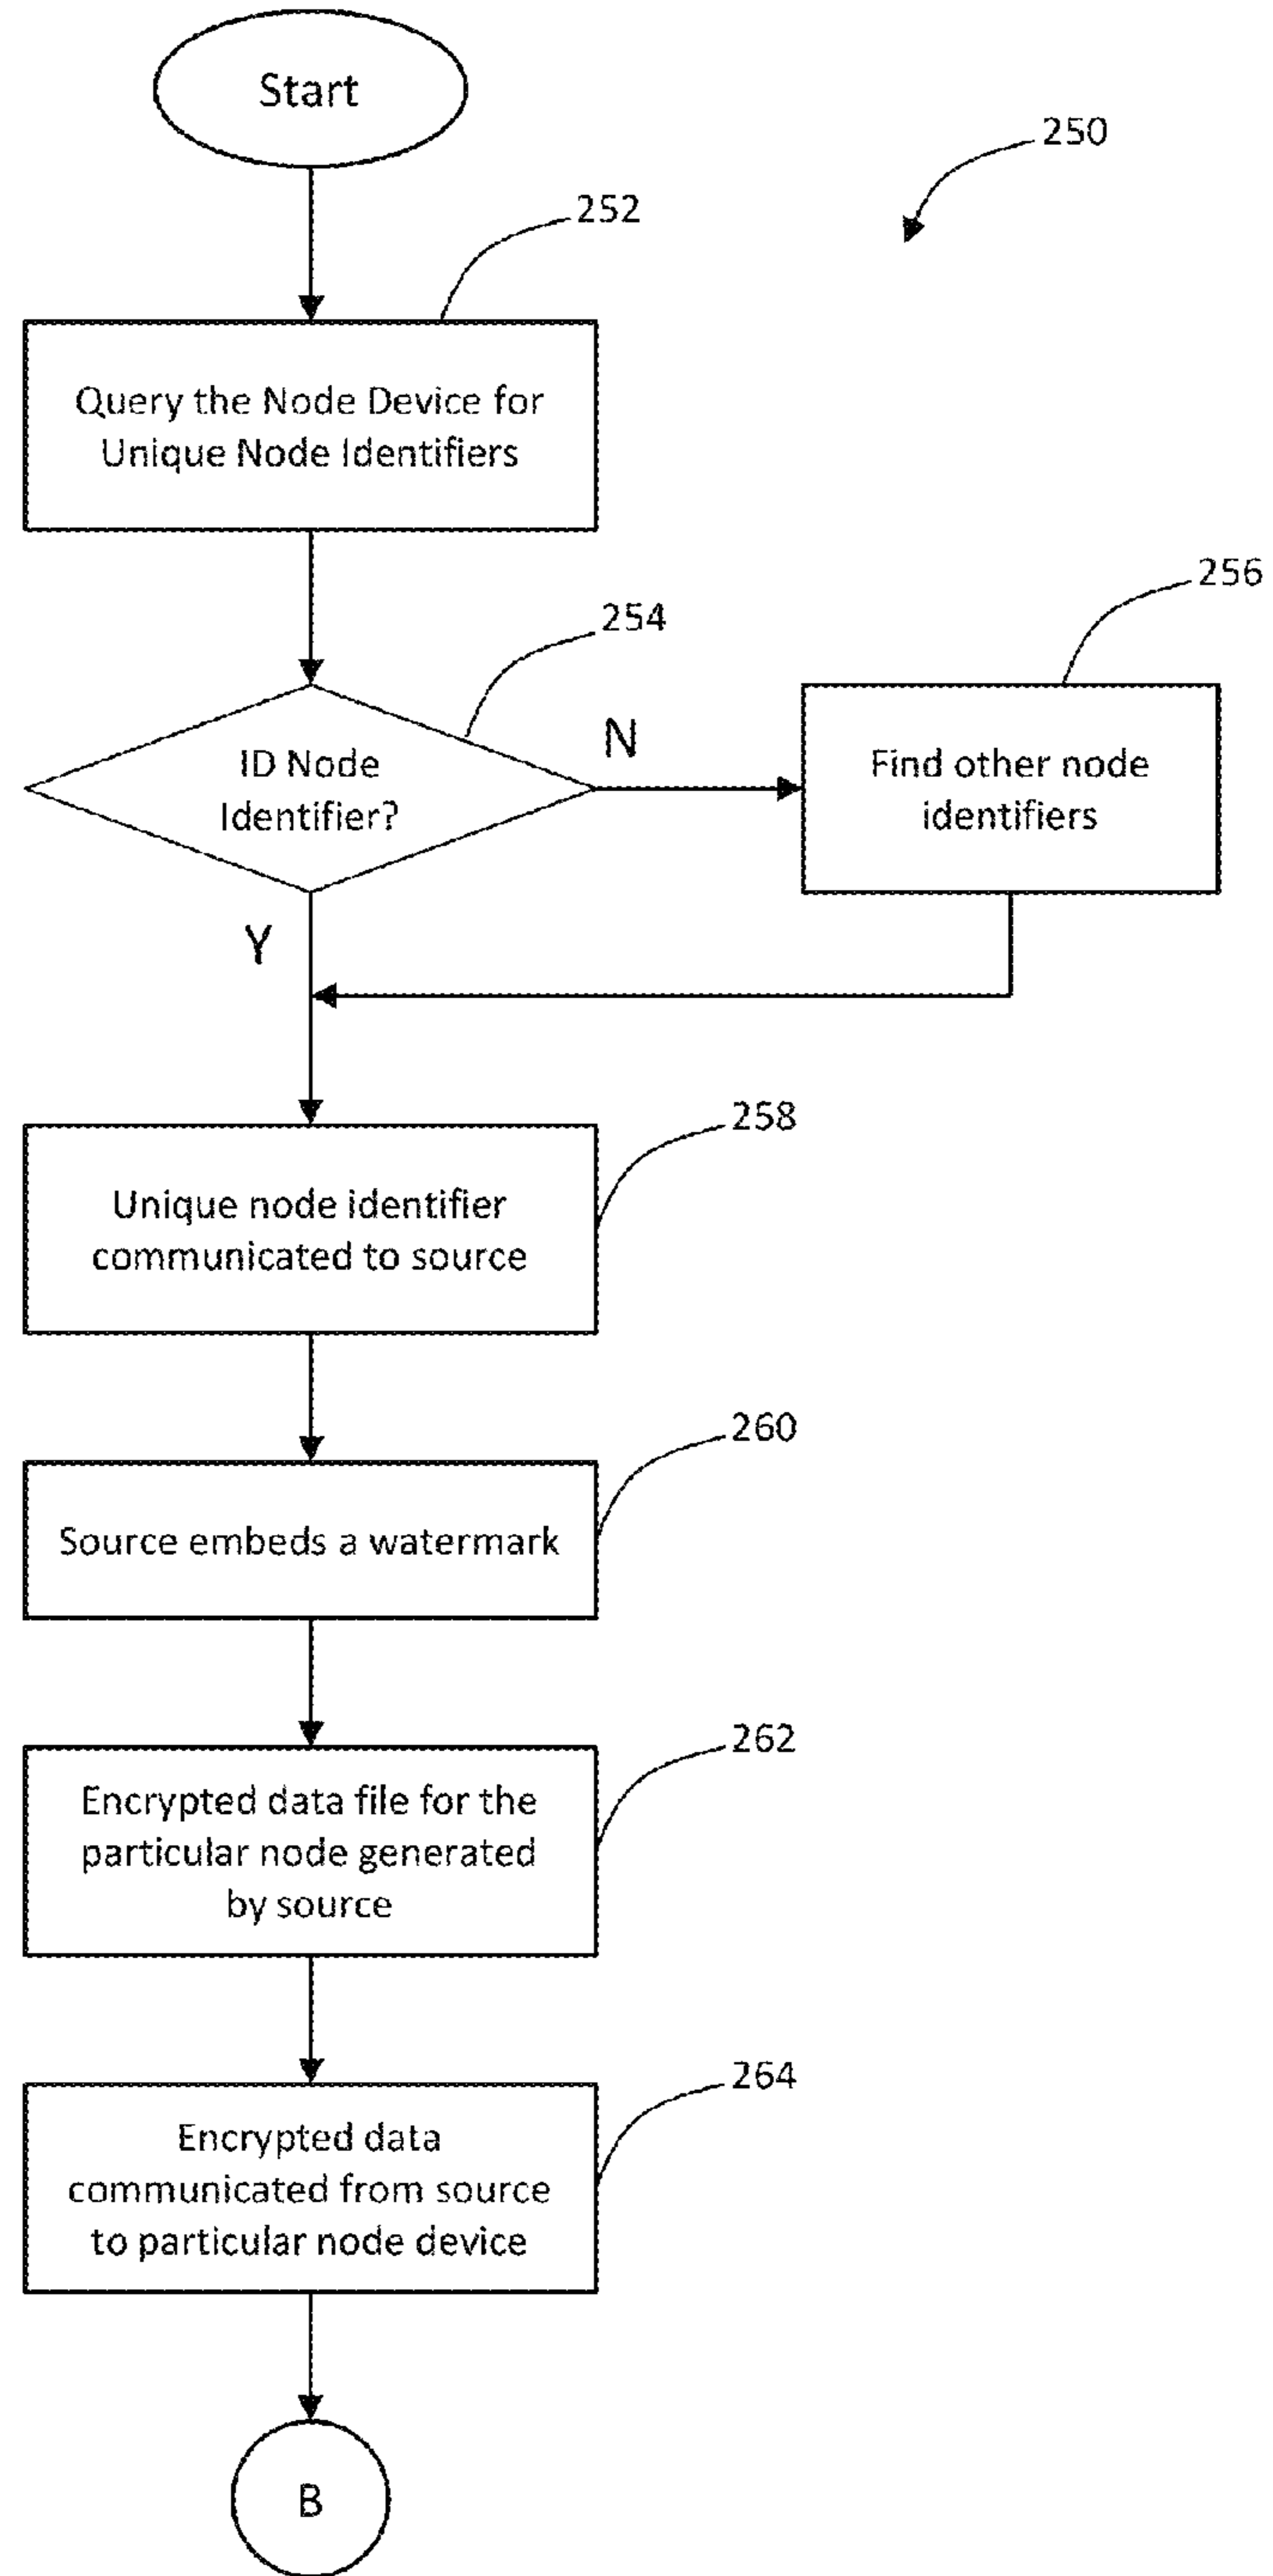 Start
250
252
Query the Node Device for
Unique Node Identifiers
256
254
ID Node
Identifier?
N
Find other node
identifiers
Y
258
Unique node identifier
communicated to source
260
Source embeds a watermark
262
Encrypted data file for the
particular node generated
by source
264
Encrypted data
communicated from source
to particular node device
B